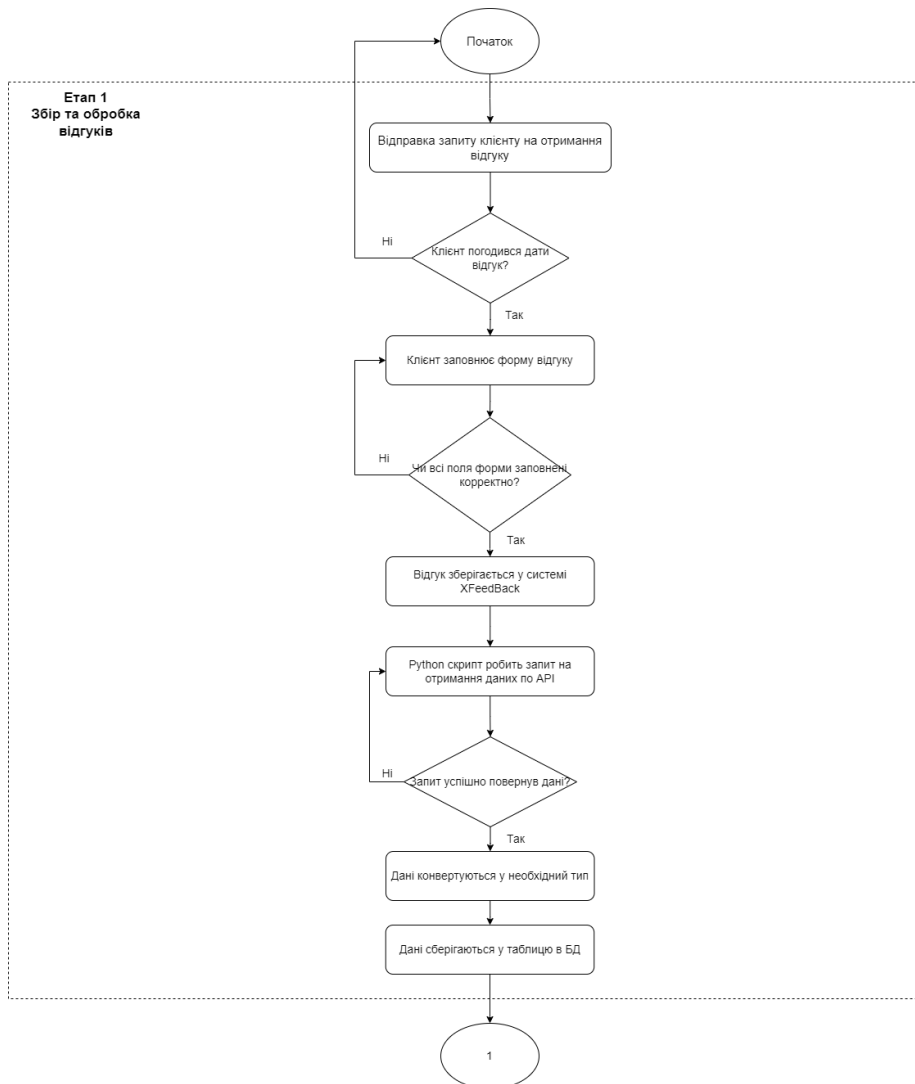 Початок
Етап 1
Збір та обробка
відгуків
Відправка запиту клієнту на отримання
відгуку
Ні
Клієнт погодився дати
відгук?
Так
Клієнт заповнює форму відгуку
Ні
Чи всі поля форми заповнені
корректно?
Так
Відгук зберігається у системі
XFeedBack
Python скрипт робить запит на
отримання даних по API
Ні
Запит успішно повернув дані?
Так
Дані конвертуються у необхідний тип
Дані сберігаються у таблицю в БД
1